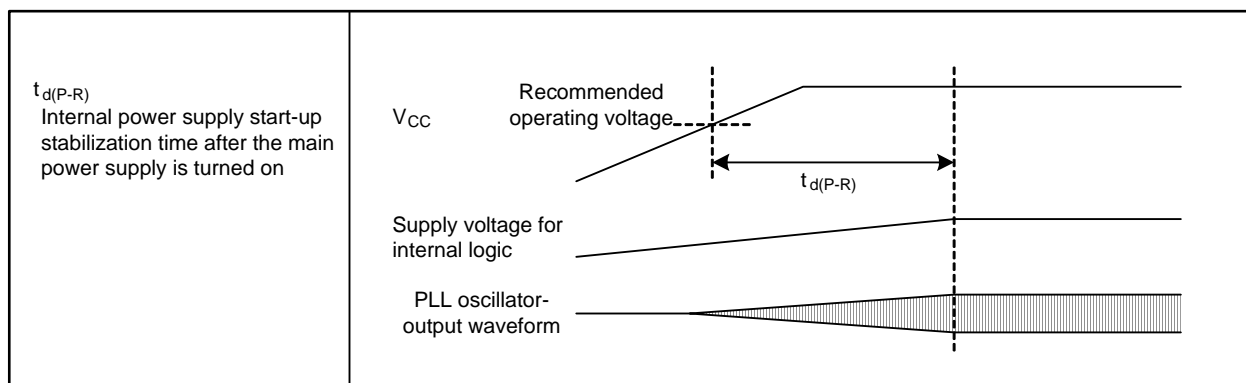 td(P-R)
Internal power supply start-up
stabilization time after the main
power supply is turned on
VCC
Recommended
operating voltage
td(P-R)
Supply voltage for
internal logic
PLL oscillator-
output waveform